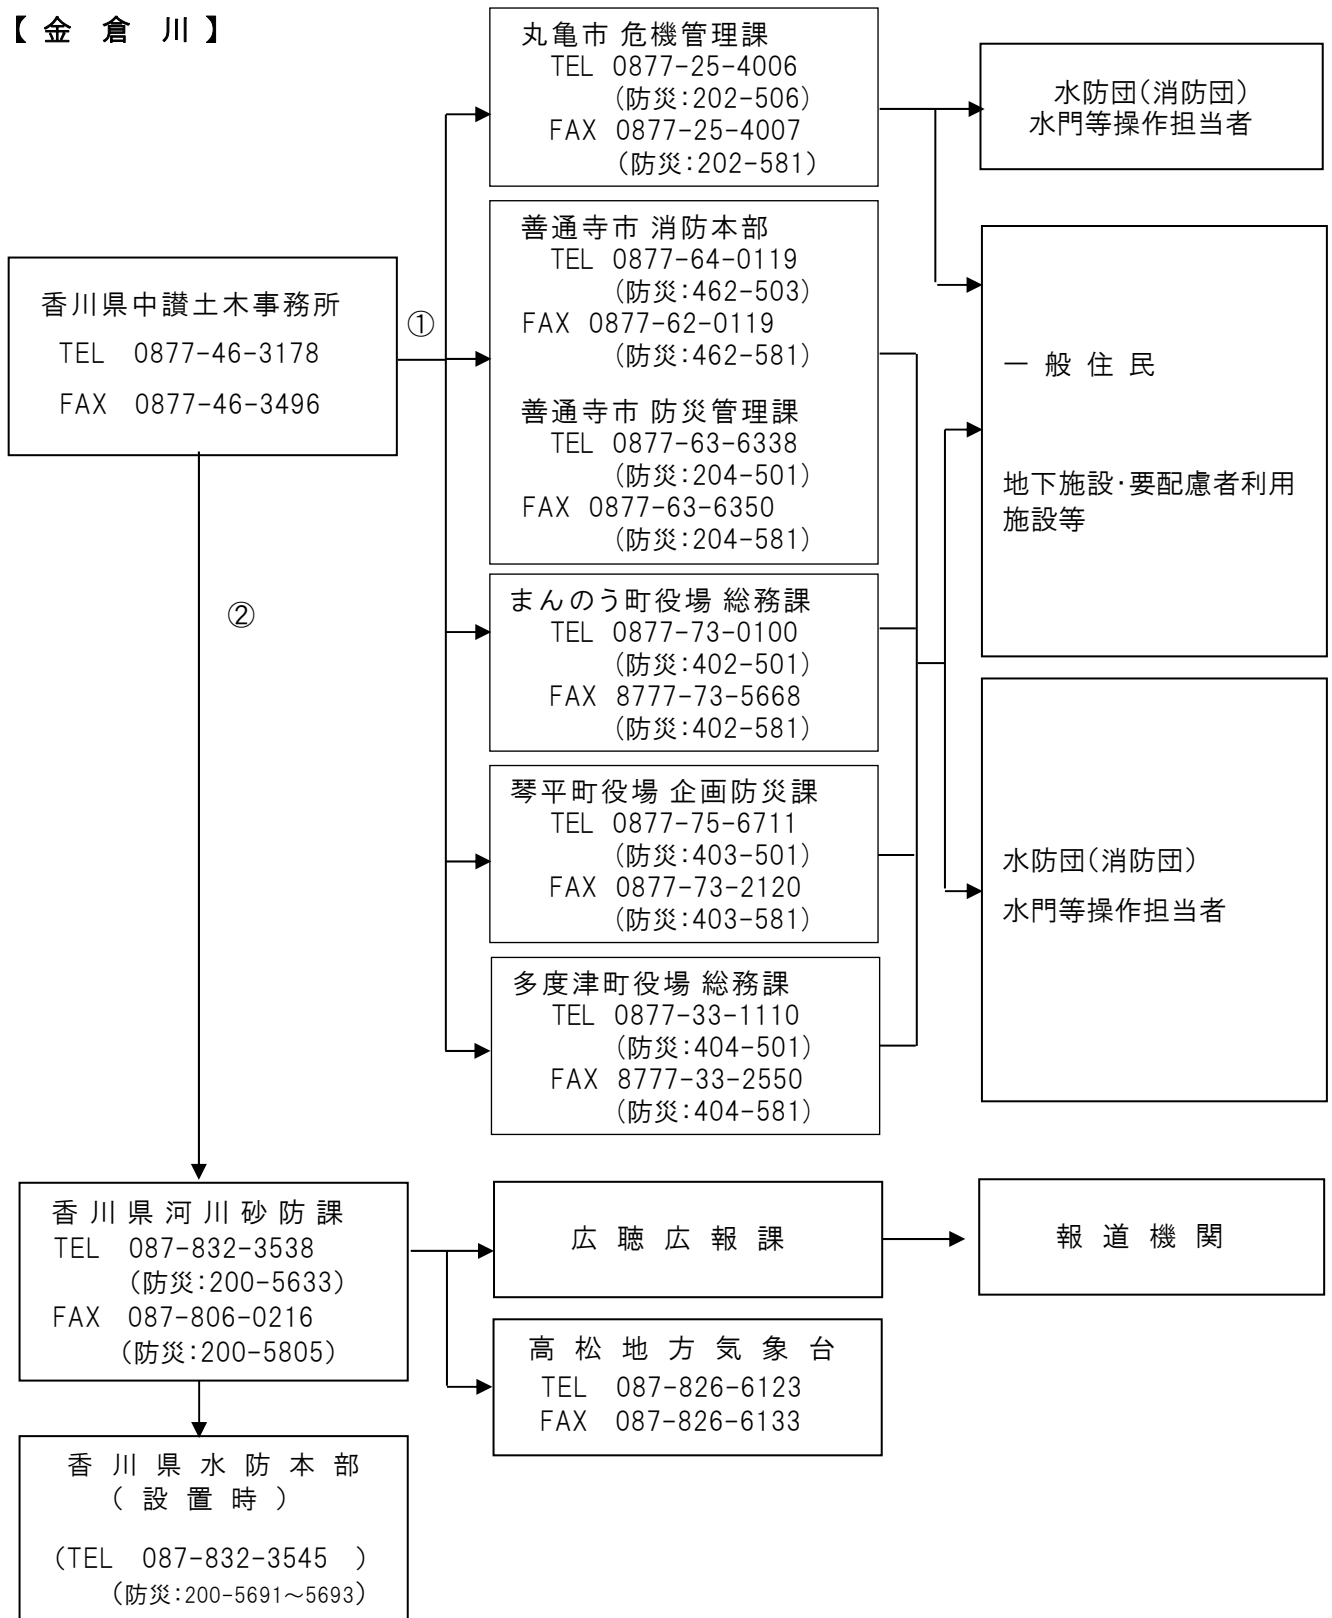 【 金 倉 川 】
丸亀市 危機管理課
TEL 0877-25-4006
(防災:202-506)
FAX 0877-25-4007
(防災:202-581)
水防団(消防団)
水門等操作担当者
善通寺市 消防本部
TEL 0877-64-0119
(防災:462-503)
FAX 0877-62-0119
(防災:462-581)
善通寺市 防災管理課
TEL 0877-63-6338
(防災:204-501)
FAX 0877-63-6350
(防災:204-581)
香川県中讃土木事務所
TEL 0877-46-3178
FAX 0877-46-3496
①
②
一 般 住 民
地下施設・要配慮者利用
施設等
まんのう町役場 総務課
TEL 0877-73-0100
(防災:402-501)
FAX 8777-73-5668
(防災:402-581)
琴平町役場 企画防災課
TEL 0877-75-6711
(防災:403-501)
FAX 0877-73-2120
(防災:403-581)
水防団(消防団)
水門等操作担当者
多度津町役場 総務課
TEL 0877-33-1110
(防災:404-501)
FAX 8777-33-2550
(防災:404-581)
香 川 県 河 川 砂 防 課
TEL 087-832-3538
(防災:200-5633)
FAX 087-806-0216
(防災:200-5805)
広 聴 広 報 課
報 道 機 関
高 松 地 方 気 象 台
TEL 087-826-6123
FAX 087-826-6133
香 川 県 水 防 本 部
( 設 置 時 )
(TEL 087-832-3545 )
(防災:200-5691～5693)